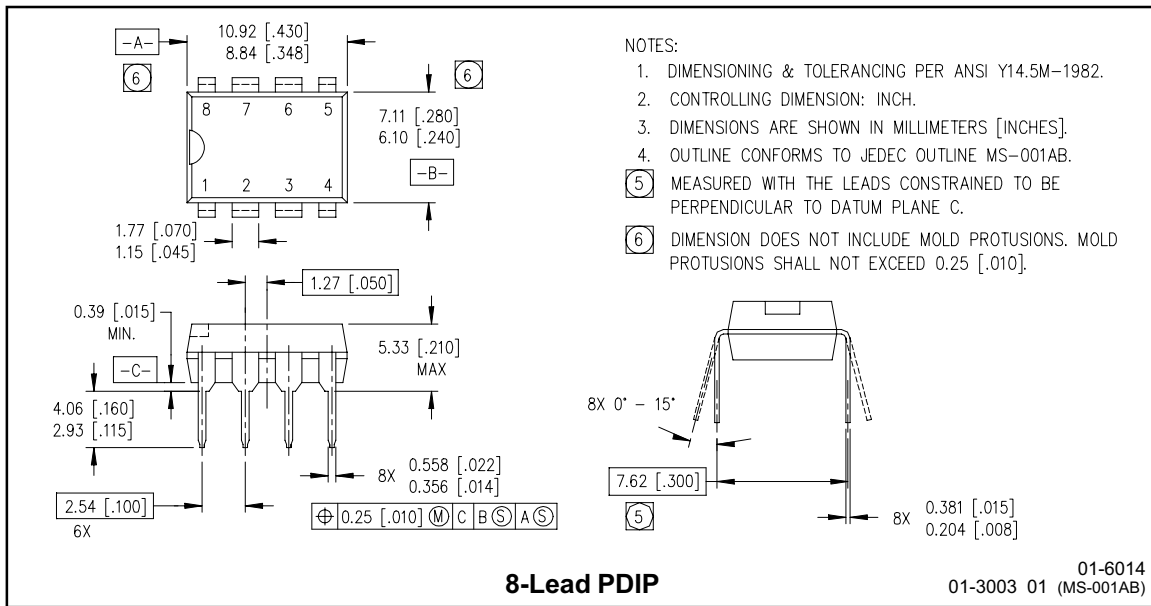 -A-
10.92 [.430]
8.84 [.348]
6
6
8 7 6 5
7.11 [.280]
6.10 [.240]
-B-
1 2 3 4
1.77 [.070]
1.15 [.045]
1.27 [.050]
0.39 [.015]
MIN.
5.33 [.210]
MAX
-C-
4.06 [.160]
2.93 [.115]
8X 0.558 [.022]
0.356 [.014]
2.54 [.100]
6X
⌖ 0.25 [.010] Ⓜ C B Ⓢ A Ⓢ
NOTES:
1. DIMENSIONING & TOLERANCING PER ANSI Y14.5M-1982.
2. CONTROLLING DIMENSION: INCH.
3. DIMENSIONS ARE SHOWN IN MILLIMETERS [INCHES].
4. OUTLINE CONFORMS TO JEDEC OUTLINE MS-001AB.
5 MEASURED WITH THE LEADS CONSTRAINED TO BE
PERPENDICULAR TO DATUM PLANE C.
6 DIMENSION DOES NOT INCLUDE MOLD PROTUSIONS. MOLD
PROTUSIONS SHALL NOT EXCEED 0.25 [.010].
8X 0° - 15°
7.62 [.300]
5
8X 0.381 [.015]
0.204 [.008]
8-Lead PDIP
01-6014
01-3003 01 (MS-001AB)